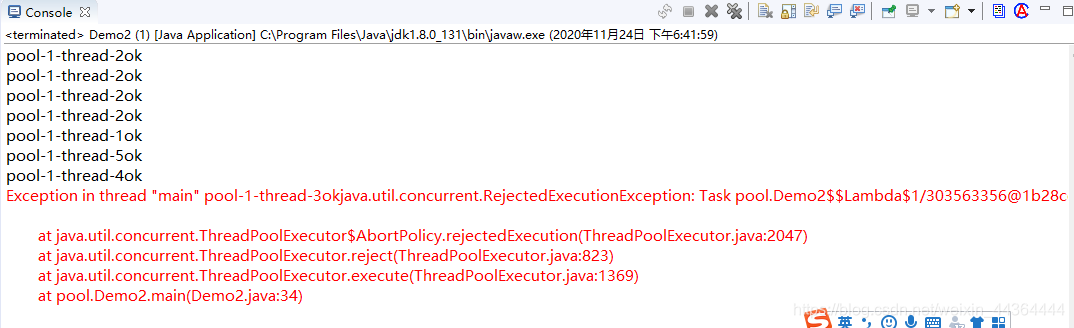 Console
<terminated> Demo2 (1) [Java Application] C:\Program Files\Java\jdk1.8.0_131\bin\javaw.exe (2020年11月24日 下午6:41:59)
pool-1-thread-2ok
pool-1-thread-2ok
pool-1-thread-2ok
pool-1-thread-2ok
pool-1-thread-1ok
pool-1-thread-5ok
pool-1-thread-4ok
Exception in thread "main" pool-1-thread-3okjava.util.concurrent.RejectedExecutionException: Task pool.Demo2$$Lambda$1/303563356@1b28c
at java.util.concurrent.ThreadPoolExecutor$AbortPolicy.rejectedExecution(ThreadPoolExecutor.java:2047)
at java.util.concurrent.ThreadPoolExecutor.reject(ThreadPoolExecutor.java:823)
at java.util.concurrent.ThreadPoolExecutor.execute(ThreadPoolExecutor.java:1369)
at pool.Demo2.main(Demo2.java:34)
https://blog.csdn.net/weixin_44364444
英